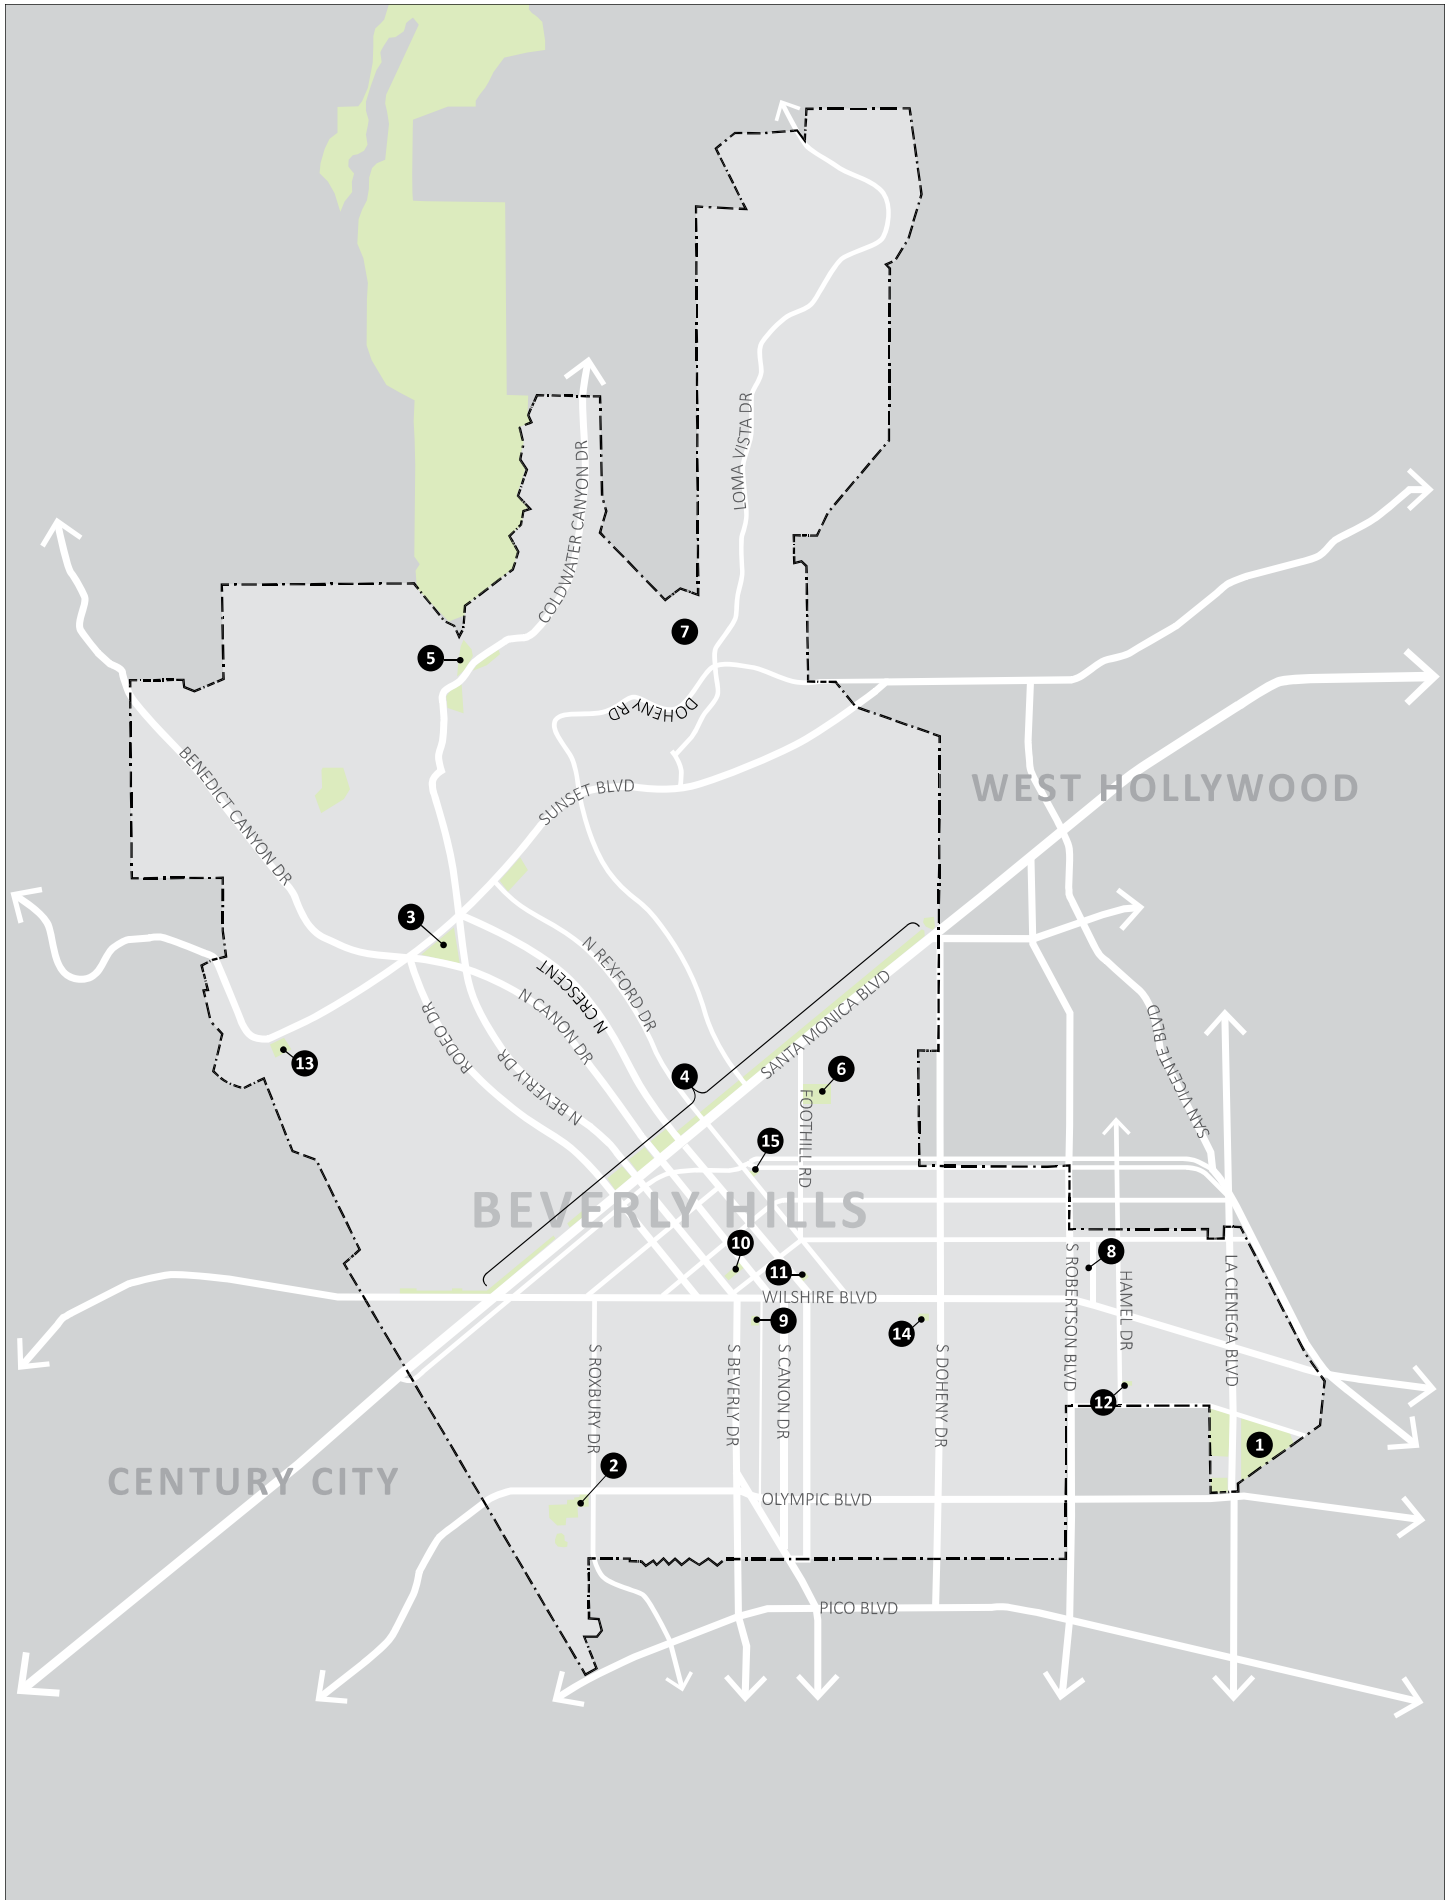 LOMA VISTA DR
COLDWATER CANYON DR
7
5
DOHENY RD
BENEDICT CANYON DR
SUNSET BLVD
WEST HOLLYWOOD
3
N REXFORD DR
N CRESCENT
N CANON DR
RODEO DR
N BEVERLY DR
SANTA MONICA BLVD
SAN VICENTE BLVD
13
4
6
FOOTHILL RD
15
BEVERLY HILLS
10
11
8
WILSHIRE BLVD
9
14
S ROBERTSON BLVD
HAMEL DR
LA CIENEGA BLVD
S ROXBURY DR
S BEVERLY DR
S CANON DR
S DOHENY DR
12
1
CENTURY CITY
2
OLYMPIC BLVD
PICO BLVD